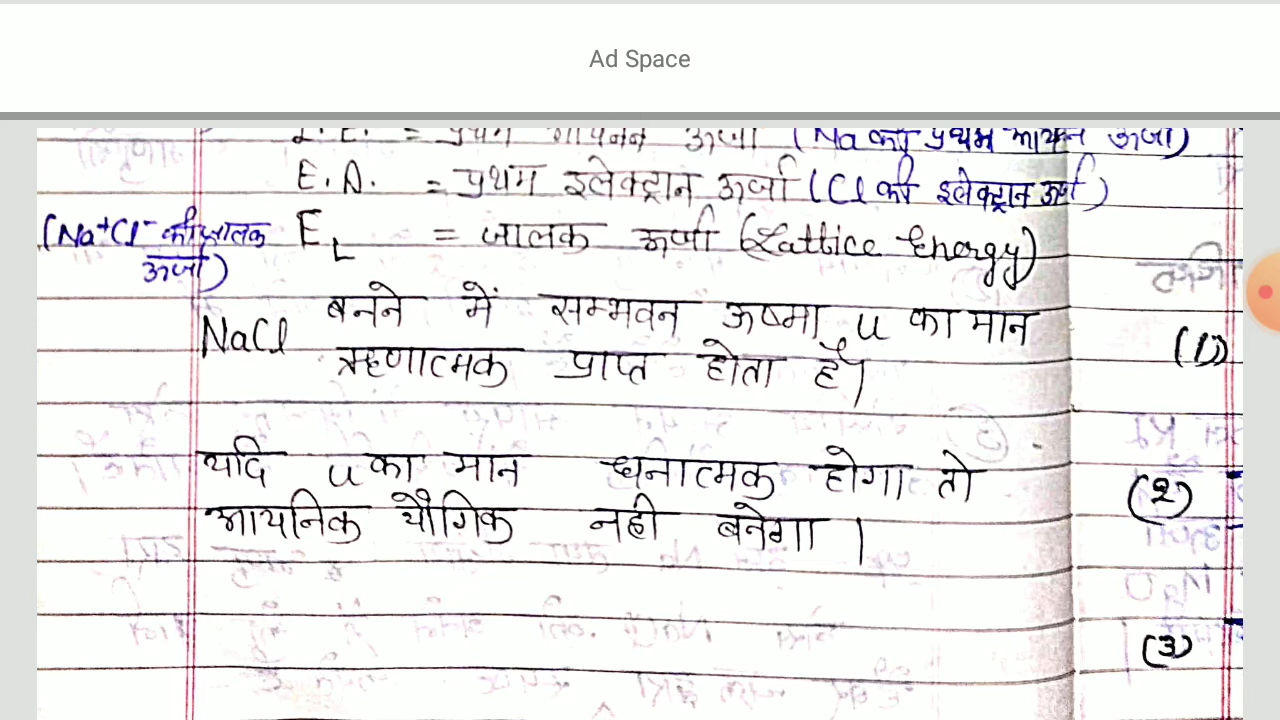 Ad Space
I.E. = प्रथम आयनन ऊर्जा (Na की प्रथम आयनन ऊर्जा)
E.A. = प्रथम इलेक्ट्रान ऊर्जा (Cl की इलेक्ट्रान ऊर्जा)
(Na⁺Cl⁻ की जालक ऊर्जा) E_L = जालक ऊर्जा (Lattice Energy)
NaCl बनने में सम्भवन ऊष्मा, u का मान
ऋणात्मक प्राप्त होता है।
(1)
यदि u का मान धनात्मक होगा तो
आयनिक यौगिक नही बनेगा।
(2)
(3)